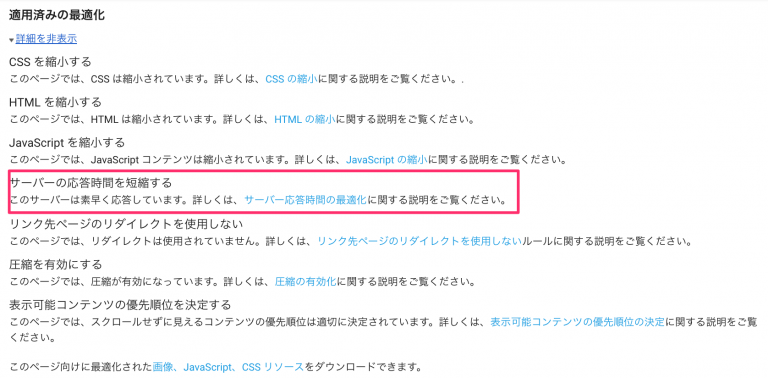 適用済みの最適化
▾詳細を非表示
CSS を縮小する
このページでは、CSS は縮小されています。詳しくは、CSS の縮小に関する説明をご覧ください。.
HTML を縮小する
このページでは、HTML は縮小されています。詳しくは、HTML の縮小に関する説明をご覧ください。
JavaScript を縮小する
このページでは、JavaScript コンテンツは縮小されています。詳しくは、JavaScript の縮小に関する説明をご覧ください。
サーバーの応答時間を短縮する
このサーバーは素早く応答しています。詳しくは、サーバー応答時間の最適化に関する説明をご覧ください。
リンク先ページのリダイレクトを使用しない
このページでは、リダイレクトは使用されていません。詳しくは、リンク先ページのリダイレクトを使用しないルールに関する説明をご覧ください。
圧縮を有効にする
このページでは、圧縮が有効になっています。詳しくは、圧縮の有効化に関する説明をご覧ください。
表示可能コンテンツの優先順位を決定する
このページでは、スクロールせずに見えるコンテンツの優先順位は適切に決定されています。詳しくは、表示可能コンテンツの優先順位の決定に関する説明をご覧
ください。
このページ向けに最適化された画像、JavaScript、CSS リソースをダウンロードできます。